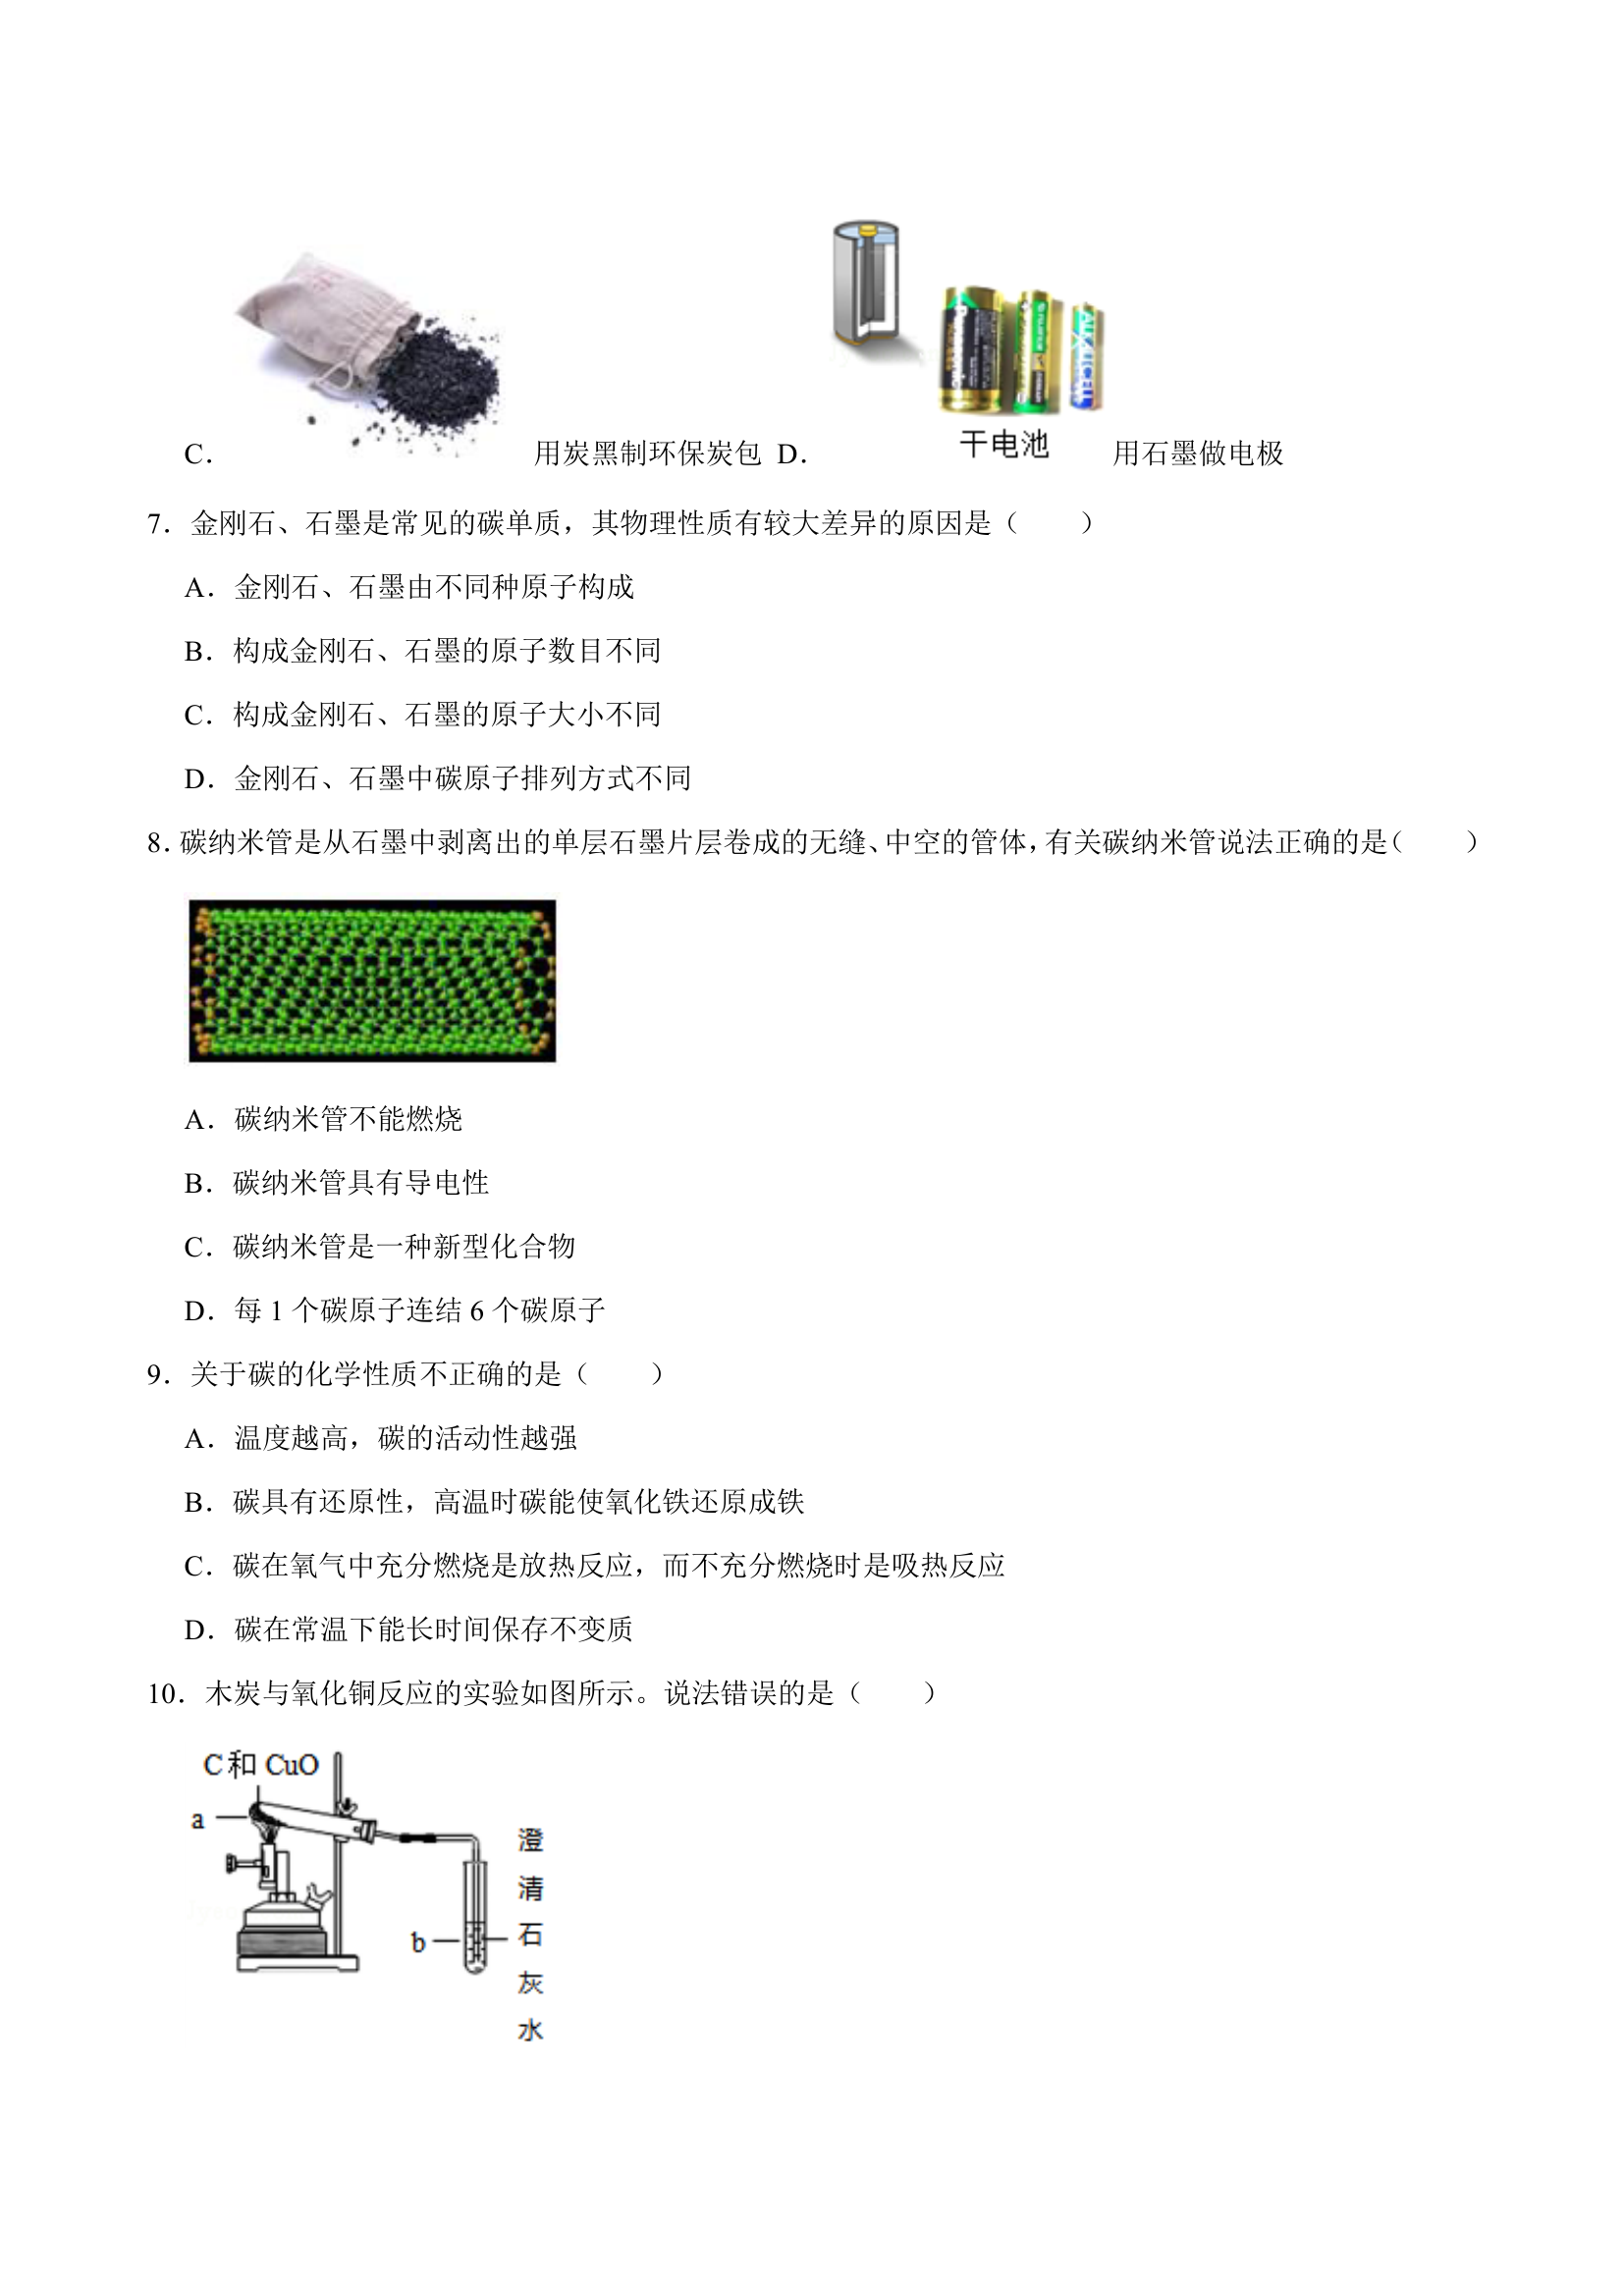 干电池
C． 用炭黑制环保炭包 D． 用石墨做电极
7．金刚石、石墨是常见的碳单质，其物理性质有较大差异的原因是（　　）
A．金刚石、石墨由不同种原子构成
B．构成金刚石、石墨的原子数目不同
C．构成金刚石、石墨的原子大小不同
D．金刚石、石墨中碳原子排列方式不同
8．碳纳米管是从石墨中剥离出的单层石墨片层卷成的无缝、中空的管体，有关碳纳米管说法正确的是（　　）
A．碳纳米管不能燃烧
B．碳纳米管具有导电性
C．碳纳米管是一种新型化合物
D．每 1 个碳原子连结 6 个碳原子
9．关于碳的化学性质不正确的是（　　）
A．温度越高，碳的活动性越强
B．碳具有还原性，高温时碳能使氧化铁还原成铁
C．碳在氧气中充分燃烧是放热反应，而不充分燃烧时是吸热反应
D．碳在常温下能长时间保存不变质
10．木炭与氧化铜反应的实验如图所示。说法错误的是（　　）
C和 CuO
a
b
澄
清
石
灰
水